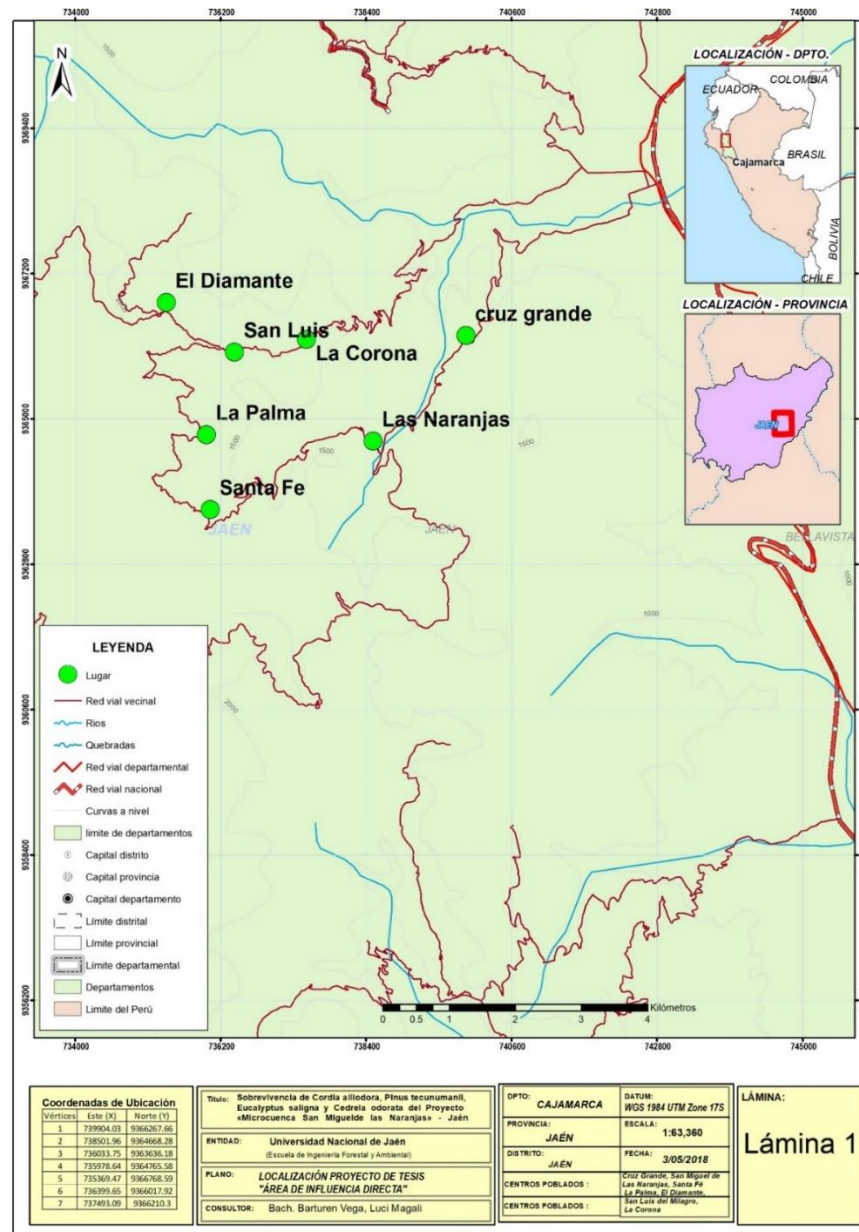 734000 736200 738400 740600 742800 745000
N
1500
LOCALIZACIÓN - DPTO.
COLOMBIA
ECUADOR
BRASIL
Cajamarca
BOLIVIA
CHILE
9369400
9367200
9365000
9362800
9360600
9358400
9356200
LOCALIZACIÓN - PROVINCIA
JAEN
El Diamante
1500
San Luis
cruz grande
La Corona
La Palma
Las Naranjas
1500
1500
1500
Santa Fe
JAEN
JAEN
BELLAVISTA
1000
2000
LEYENDA
Lugar
Red vial vecinal
Rios
Quebradas
Red vial departamental
Red vial nacional
Curvas a nivel
limite de departamentos
Capital distrito
Capital provincia
Capital departamento
Límite distrital
Límite provincial
Límite departamental
Departamentos
Limite del Perú
Kilómetros
0 0.5 1 2 3 4
734000 736200 738400 740600 742800 745000
Coordenadas de Ubicación
Vértices Este (X) Norte (Y)
1 739904.03 9366267.66
2 738501.96 9364668.28
3 736033.75 9363636.18
4 735978.64 9364765.58
5 735369.47 9366768.59
6 736399.65 9366017.92
7 737493.09 9366210.3
Titulo: Sobrevivencia de Cordia alliodora, Pinus tecunumanii,
Eucalyptus saligna y Cedrela odorata del Proyecto
«Microcuenca San Miguelde las Naranjas» - Jaén
ENTIDAD: Universidad Nacional de Jaén
(Escuela de Ingeniería Forestal y Ambiental)
PLANO: LOCALIZACIÓN PROYECTO DE TESIS
"ÁREA DE INFLUENCIA DIRECTA"
CONSULTOR: Bach. Barturen Vega, Luci Magali
DPTO: CAJAMARCA
DATUM: WGS 1984 UTM Zone 17S
PROVINCIA: JAÉN
ESCALA: 1:63,360
DISTRITO: JAÉN
FECHA: 3/05/2018
CENTROS POBLADOS : Cruz Grande, San Miguel de
Las Naranjas, Santa Fé
La Palma, El Diamante,
CENTROS POBLADOS : San Luis del Milagro,
La Corona
LÁMINA:
Lámina 1